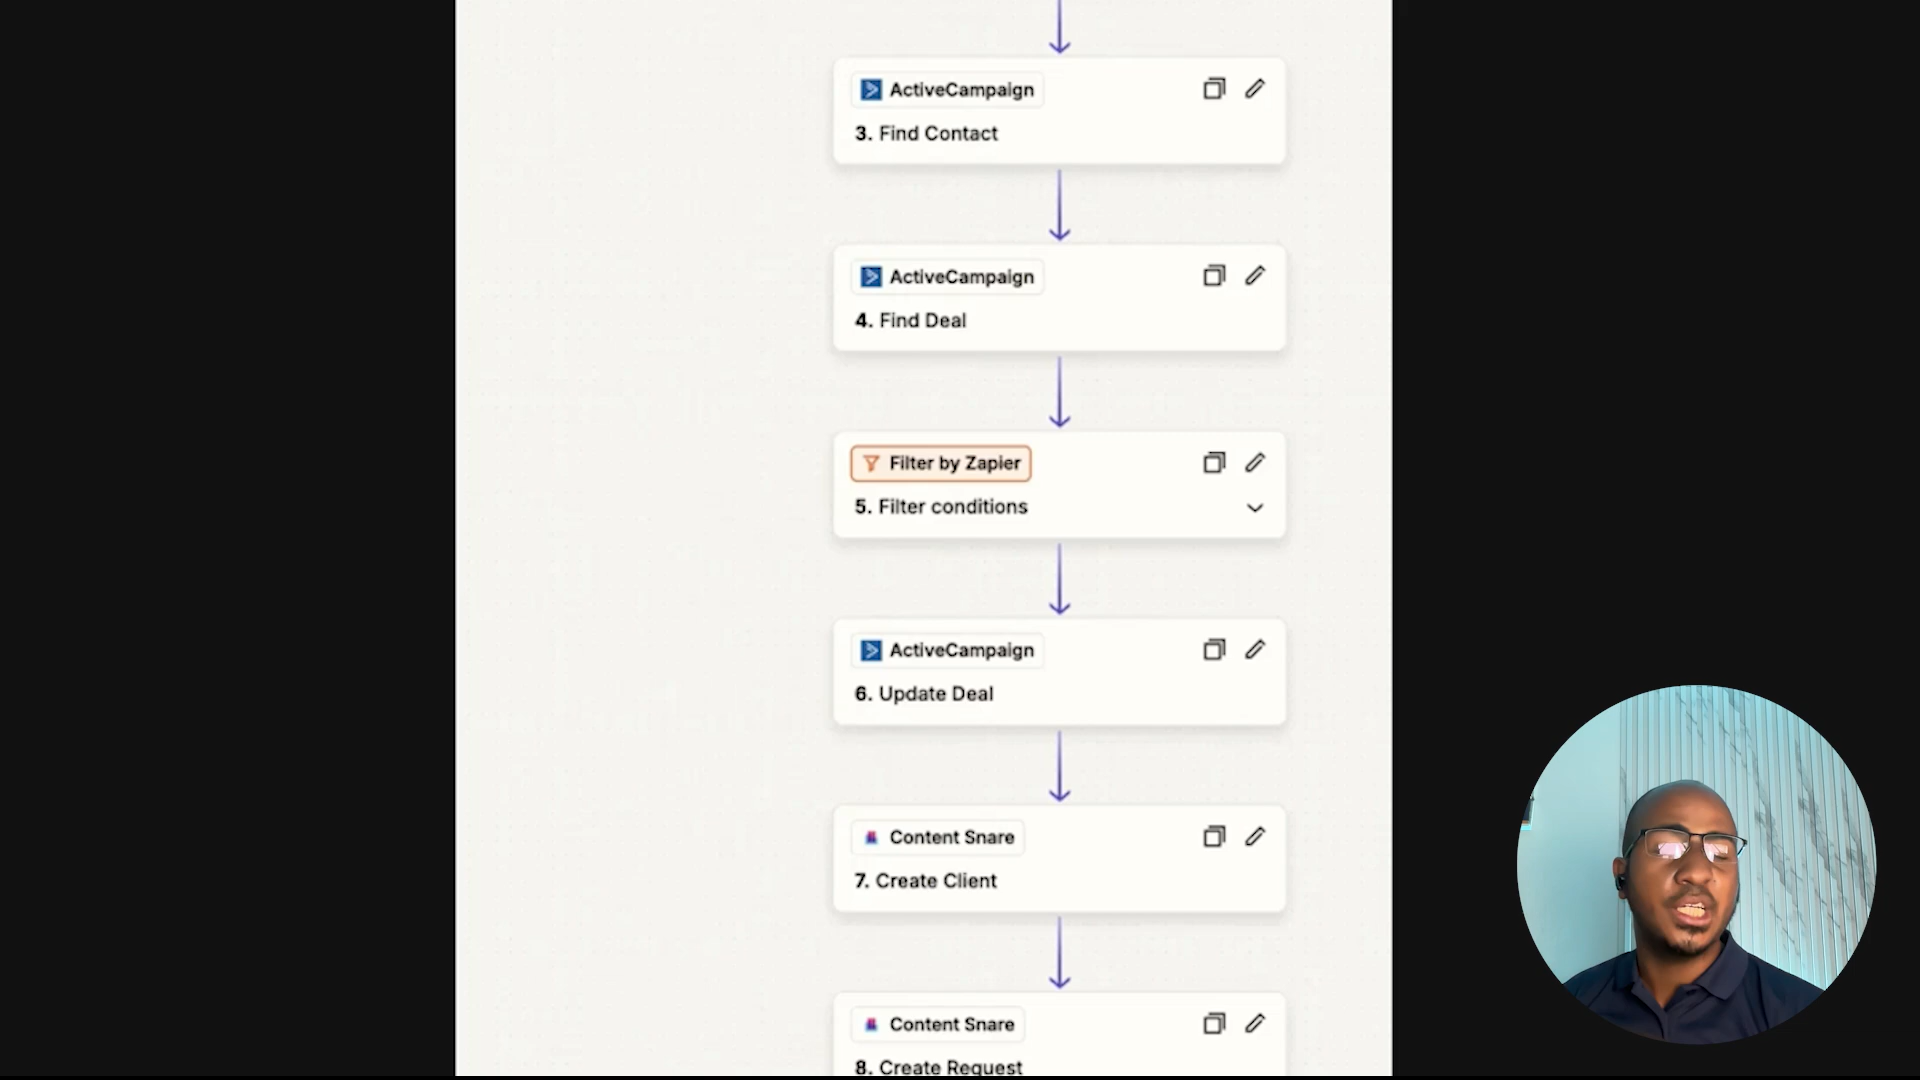 ActiveCampaign
3. Find Contact
ActiveCampaign
4. Find Deal
Filter by Zapier
5. Filter conditions
ActiveCampaign
6. Update Deal
Content Snare
7. Create Client
Content Snare
8. Create Request